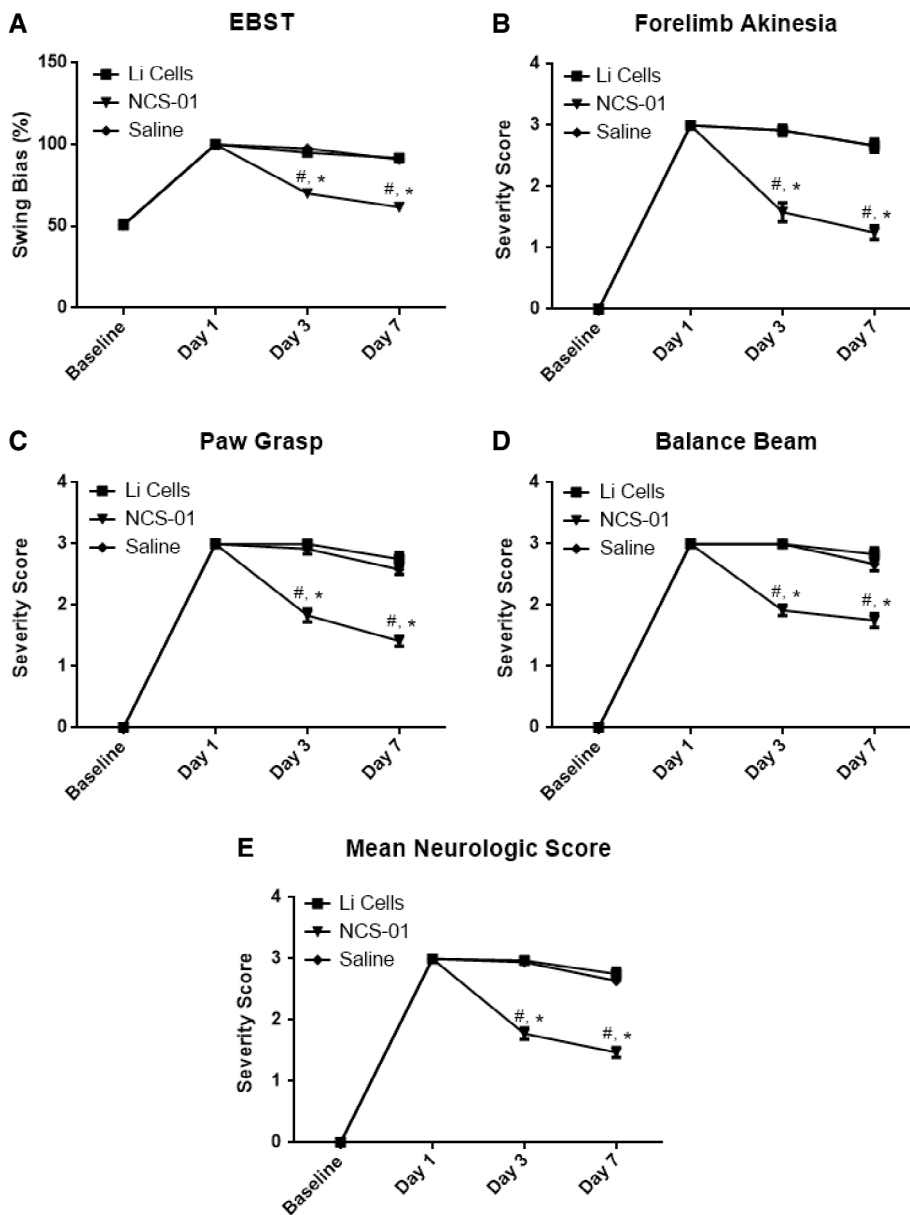 A
EBST
Swing Bias (%)
150
100
50
0
Li Cells
NCS-01
Saline
#, *
#, *
Baseline
Day 1
Day 3
Day 7
B
Forelimb Akinesia
Severity Score
4
3
2
1
0
Li Cells
NCS-01
Saline
#, *
#, *
Baseline
Day 1
Day 3
Day 7
C
Paw Grasp
Severity Score
4
3
2
1
0
Li Cells
NCS-01
Saline
#, *
#, *
Baseline
Day 1
Day 3
Day 7
D
Balance Beam
Severity Score
4
3
2
1
0
Li Cells
NCS-01
Saline
#, *
#, *
Baseline
Day 1
Day 3
Day 7
E
Mean Neurologic Score
Severity Score
4
3
2
1
0
Li Cells
NCS-01
Saline
#, *
#, *
Baseline
Day 1
Day 3
Day 7